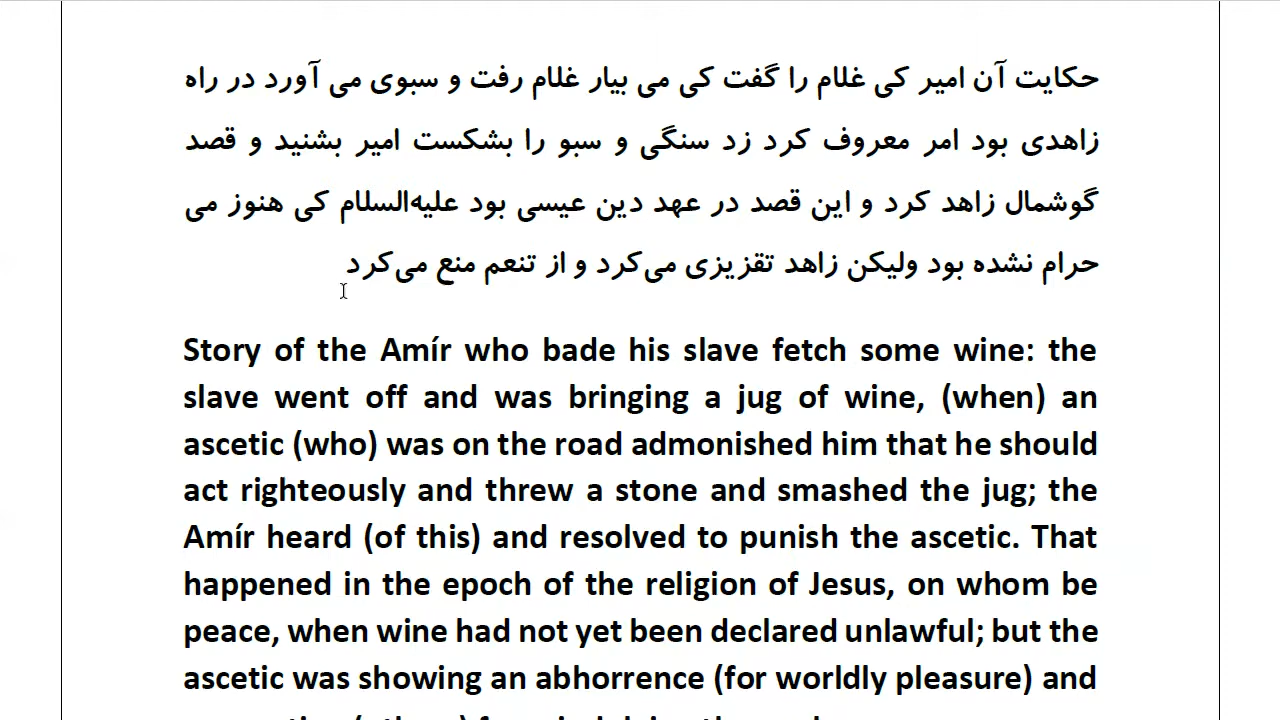 حکایت آن امیر کی غلام را گفت کی می بیار غلام رفت و سبوی می آورد در راه
زاهدی بود امر معروف کرد زد سنگی و سبو را بشکست امیر بشنید و قصد
گوشمال زاهد کرد و این قصد در عهد دین عیسی بود علیه‌السلام کی هنوز می
حرام نشده بود ولیکن زاهد تقزیزی می‌کرد و از تنعم منع می‌کرد
Story of the Amír who bade his slave fetch some wine: the
slave went off and was bringing a jug of wine, (when) an
ascetic (who) was on the road admonished him that he should
act righteously and threw a stone and smashed the jug; the
Amír heard (of this) and resolved to punish the ascetic. That
happened in the epoch of the religion of Jesus, on whom be
peace, when wine had not yet been declared unlawful; but the
ascetic was showing an abhorrence (for worldly pleasure) and